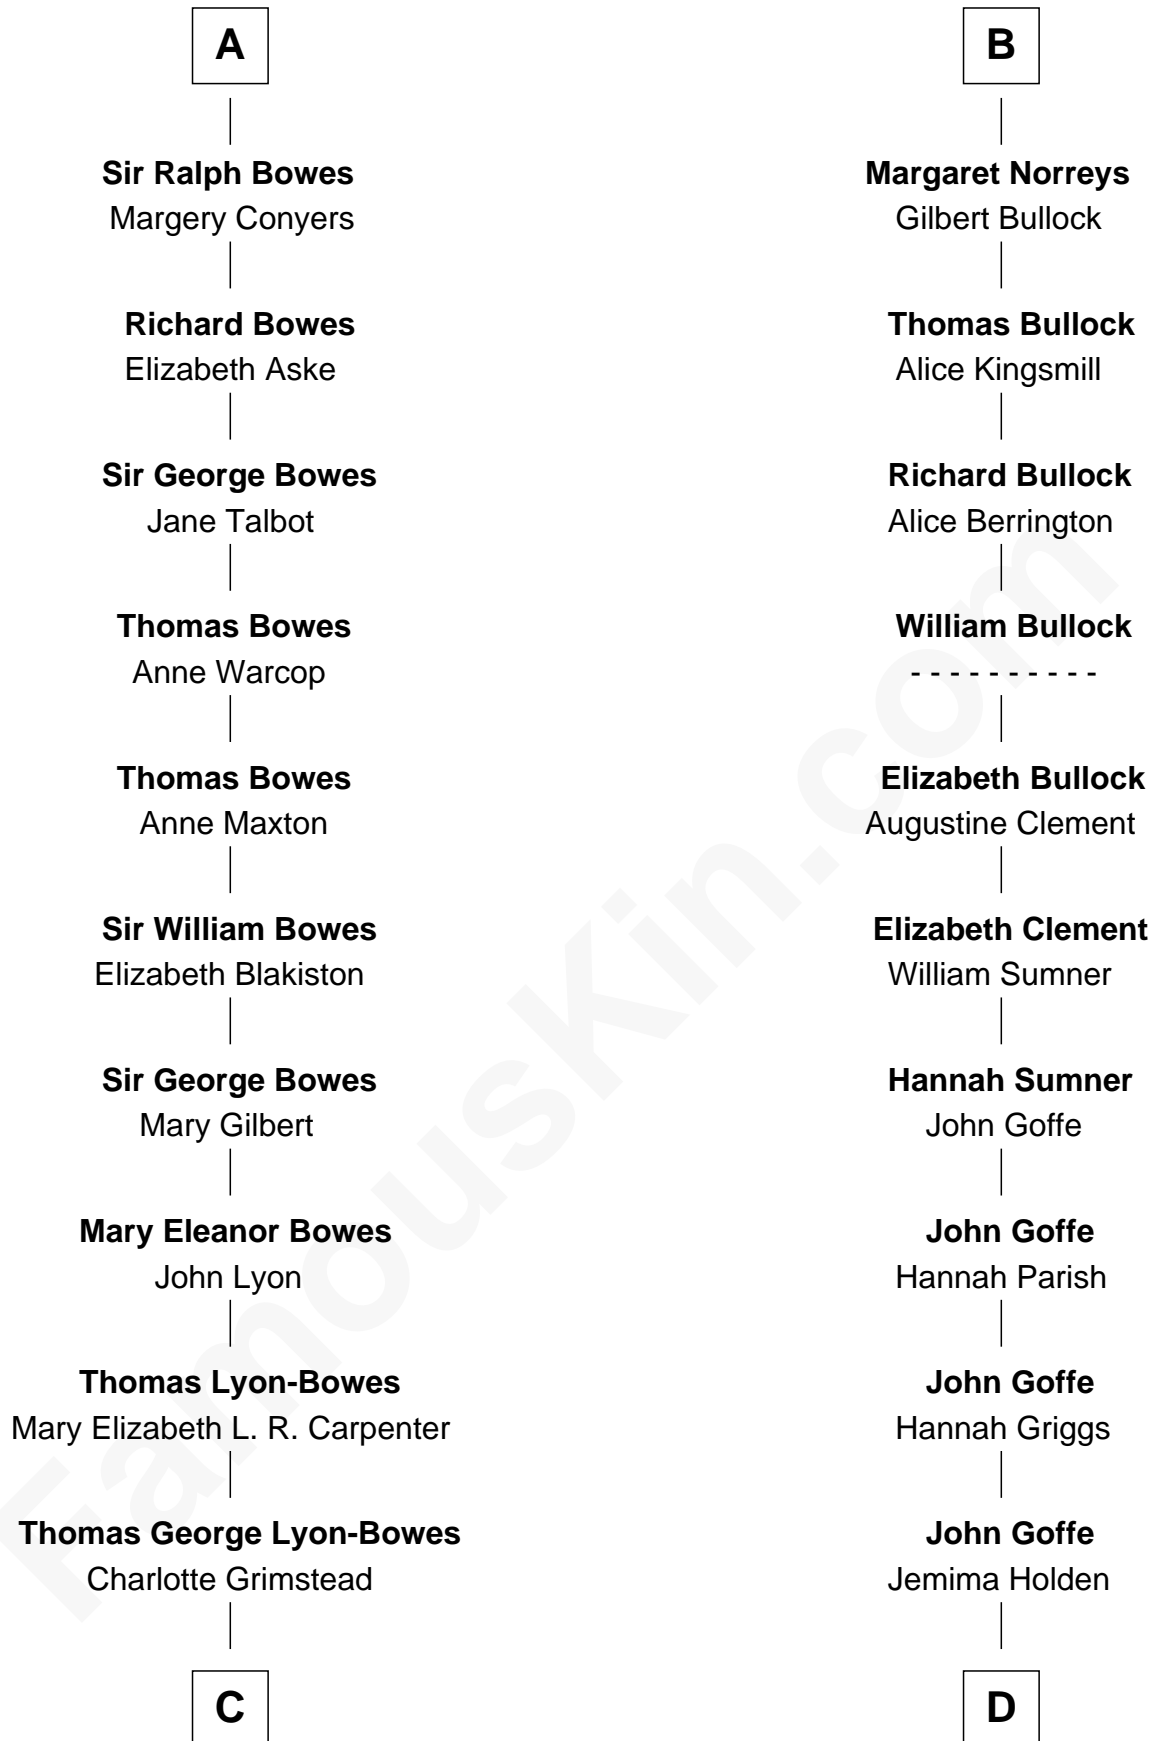 A
Sir Ralph Bowes
Margery Conyers
Richard Bowes
Elizabeth Aske
Sir George Bowes
Jane Talbot
Thomas Bowes
Anne Warcop
Thomas Bowes
Anne Maxton
Sir William Bowes
Elizabeth Blakiston
Sir George Bowes
Mary Gilbert
Mary Eleanor Bowes
John Lyon
Thomas Lyon-Bowes
Mary Elizabeth L. R. Carpenter
Thomas George Lyon-Bowes
Charlotte Grimstead
C
B
Margaret Norreys
Gilbert Bullock
Thomas Bullock
Alice Kingsmill
Richard Bullock
Alice Berrington
William Bullock
- - - - - - - - - -
Elizabeth Bullock
Augustine Clement
Elizabeth Clement
William Sumner
Hannah Sumner
John Goffe
John Goffe
Hannah Parish
John Goffe
Hannah Griggs
John Goffe
Jemima Holden
D
FamousKin.com